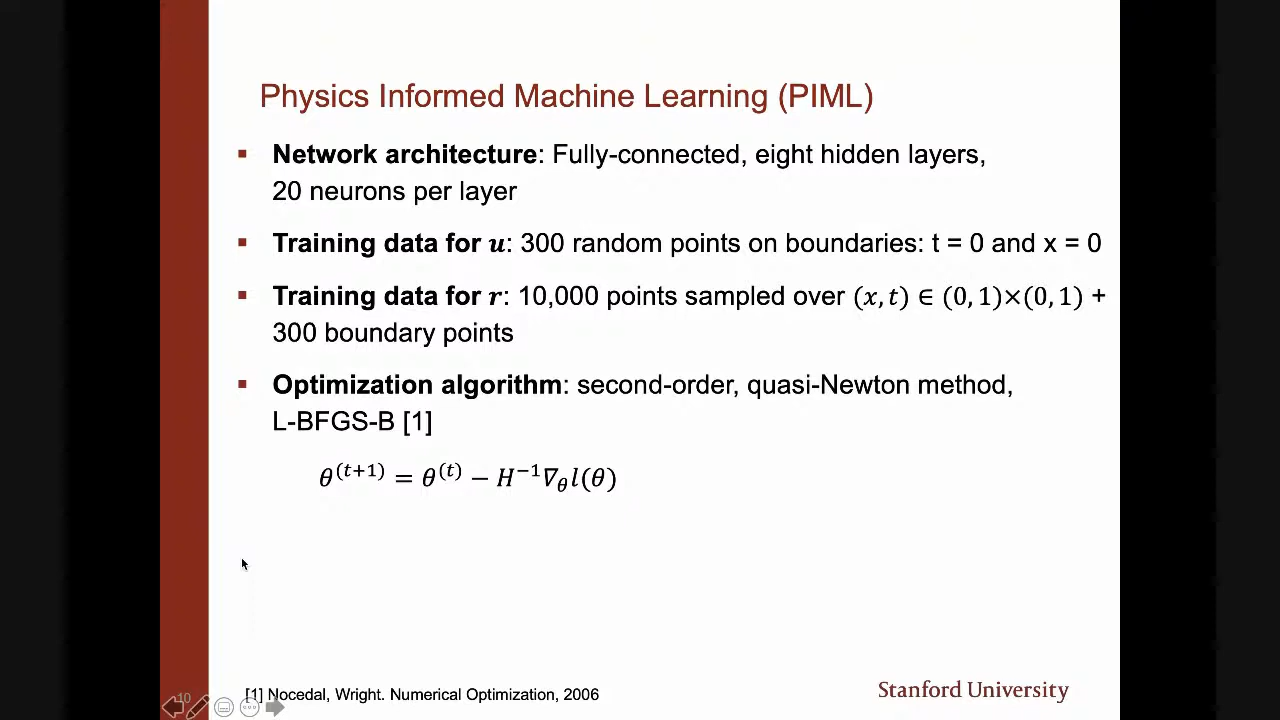 Physics Informed Machine Learning (PIML)
▪ Network architecture: Fully-connected, eight hidden layers,
20 neurons per layer
▪ Training data for 𝒖: 300 random points on boundaries: t = 0 and x = 0
▪ Training data for 𝒓: 10,000 points sampled over (𝑥, 𝑡) ∈ (0, 1)×(0, 1) +
300 boundary points
▪ Optimization algorithm: second-order, quasi-Newton method,
L-BFGS-B [1]
θ^(t+1) = θ^(t) − H^−1 ∇_θ l(θ)
10
[1] Nocedal, Wright. Numerical Optimization, 2006
Stanford University